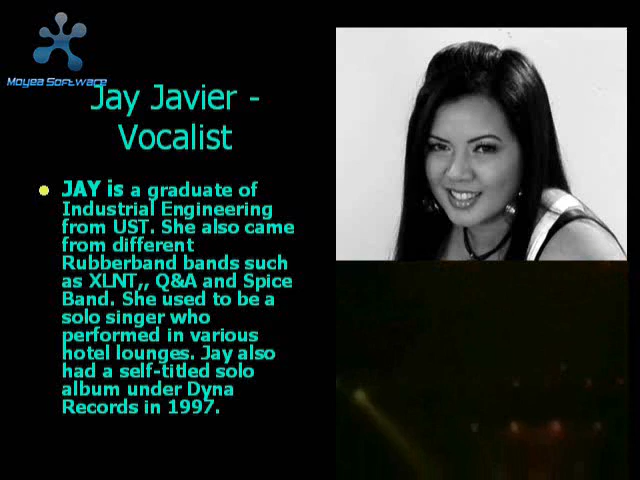 Moyea Software
Jay Javier -
Vocalist
JAY is a graduate of
Industrial Engineering
from UST. She also came
from different
Rubberband bands such
as XLNT,, Q&A and Spice
Band. She used to be a
solo singer who
performed in various
hotel lounges. Jay also
had a self-titled solo
album under Dyna
Records in 1997.